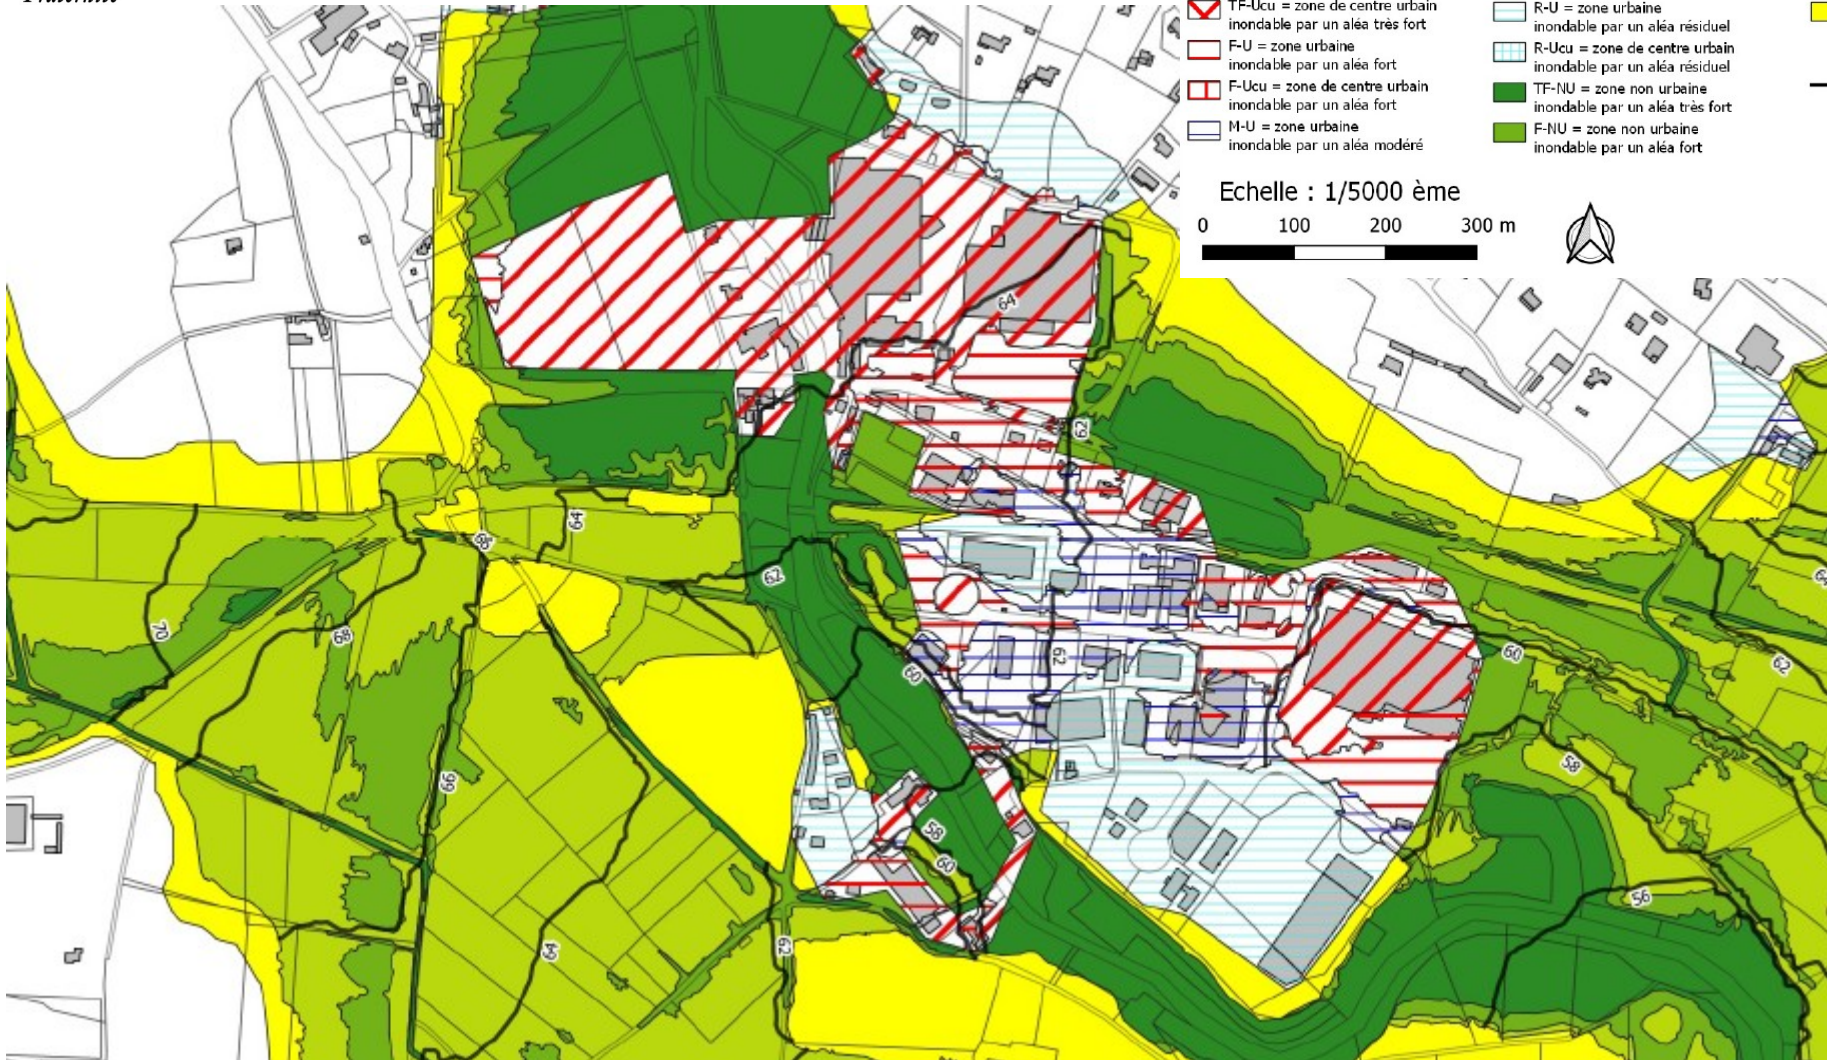 TF-Ucu = zone de centre urbain
inondable par un aléa très fort
F-U = zone urbaine
inondable par un aléa fort
F-Ucu = zone de centre urbain
inondable par un aléa fort
M-U = zone urbaine
inondable par un aléa modéré
R-U = zone urbaine
inondable par un aléa résiduel
R-Ucu = zone de centre urbain
inondable par un aléa résiduel
TF-NU = zone non urbaine
inondable par un aléa très fort
F-NU = zone non urbaine
inondable par un aléa fort
Echelle : 1/5000 ème
0 100 200 300 m
64
62
64
66
62
70
68
60
62
60
62
58
66
58
60
56
64
62